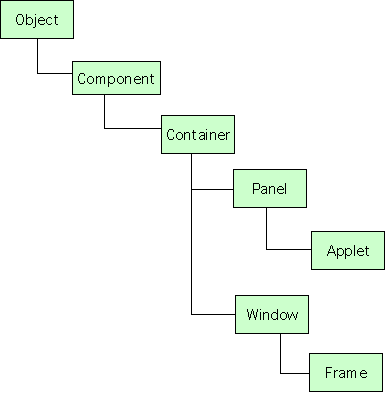 Object
Component
Container
Panel
Applet
Window
Frame